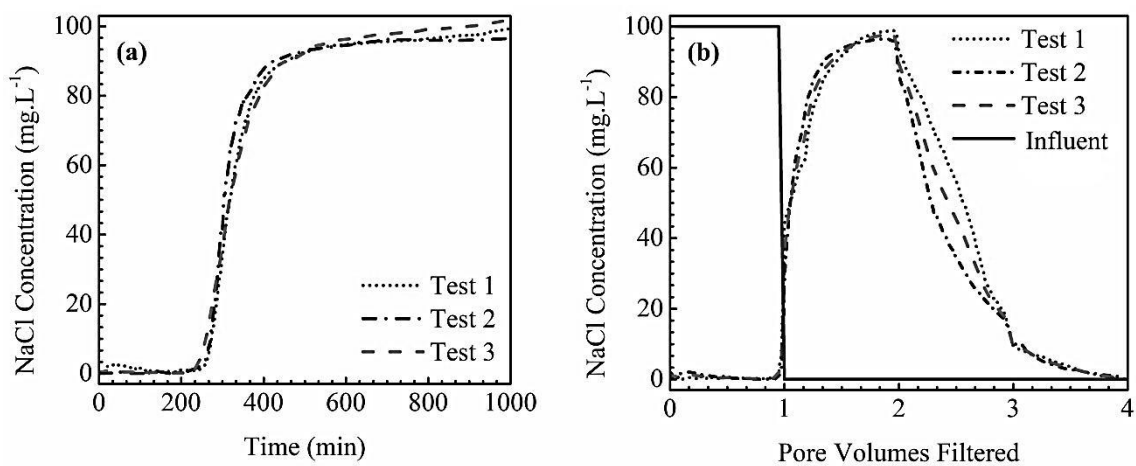 (a)
NaCl Concentration (mg.L-1)
100
80
60
40
20
0
Test 1
Test 2
Test 3
0 200 400 600 800 1000
Time (min)
(b)
NaCl Concentration (mg.L-1)
100
80
60
40
20
0
Test 1
Test 2
Test 3
Influent
0 1 2 3 4
Pore Volumes Filtered